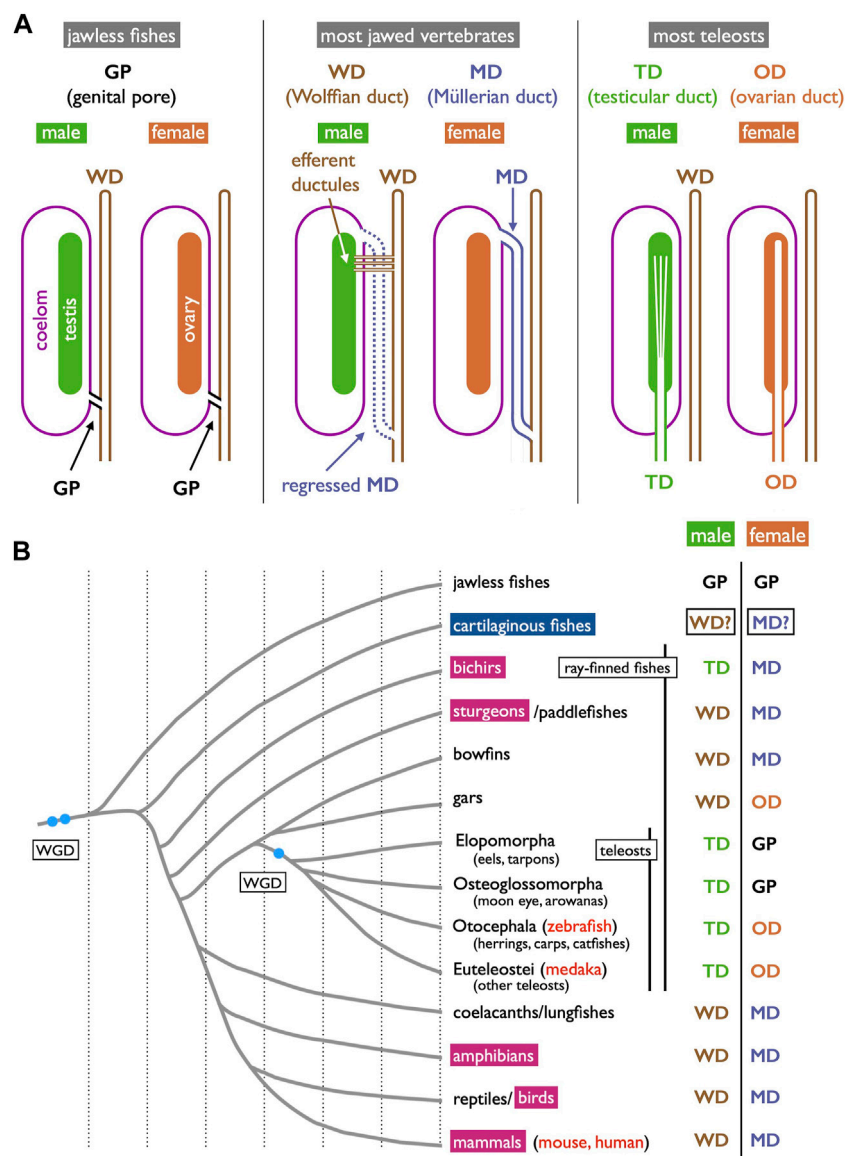 A
jawless fishes
most jawed vertebrates
most teleosts
GP
(genital pore)
WD
(Wolffian duct)
MD
(Müllerian duct)
TD
(testicular duct)
OD
(ovarian duct)
male
female
male
female
male
female
WD
efferent
ductules
WD
MD
WD
coelom
testis
ovary
GP
GP
regressed MD
TD
OD
B
male
female
jawless fishes
GP
GP
cartilaginous fishes
WD?
MD?
bichirs
ray-finned fishes
TD
MD
sturgeons /paddlefishes
WD
MD
bowfins
WD
MD
gars
WD
OD
WGD
WGD
teleosts
Elopomorpha
(eels, tarpons)
TD
GP
Osteoglossomorpha
(moon eye, arowanas)
TD
GP
Otocephala (zebrafish)
(herrings, carps, catfishes)
TD
OD
Euteleostei (medaka)
(other teleosts)
TD
OD
coelacanths/lungfishes
WD
MD
amphibians
WD
MD
reptiles/ birds
WD
MD
mammals (mouse, human)
WD
MD